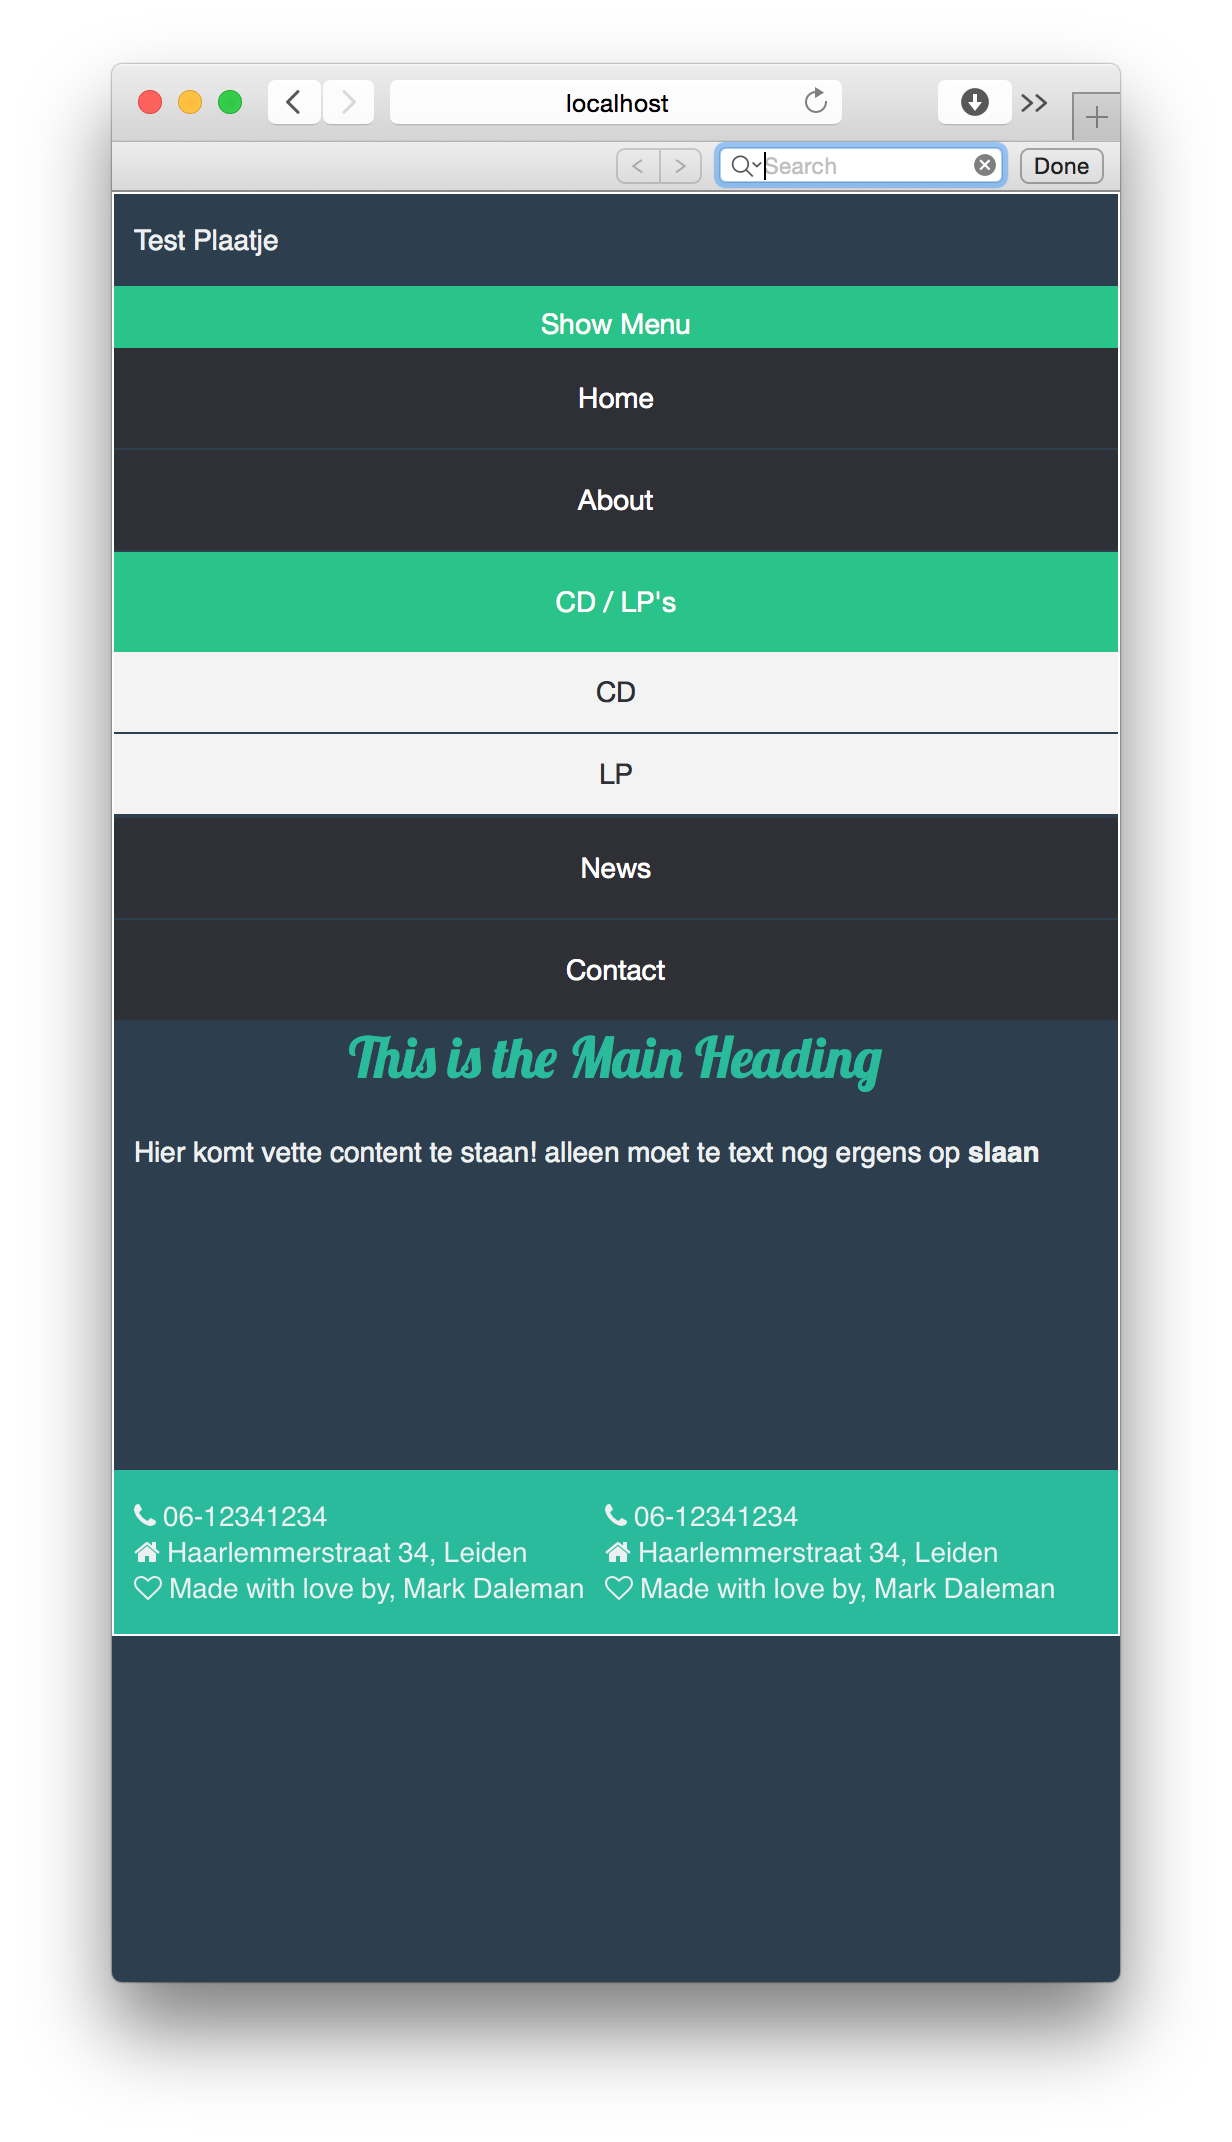 localhost
Search
Done
Test Plaatje
Show Menu
Home
About
CD / LP's
CD
LP
News
Contact
This is the Main Heading
Hier komt vette content te staan! alleen moet te text nog ergens op slaan
06-12341234
Haarlemmerstraat 34, Leiden
Made with love by, Mark Daleman
06-12341234
Haarlemmerstraat 34, Leiden
Made with love by, Mark Daleman